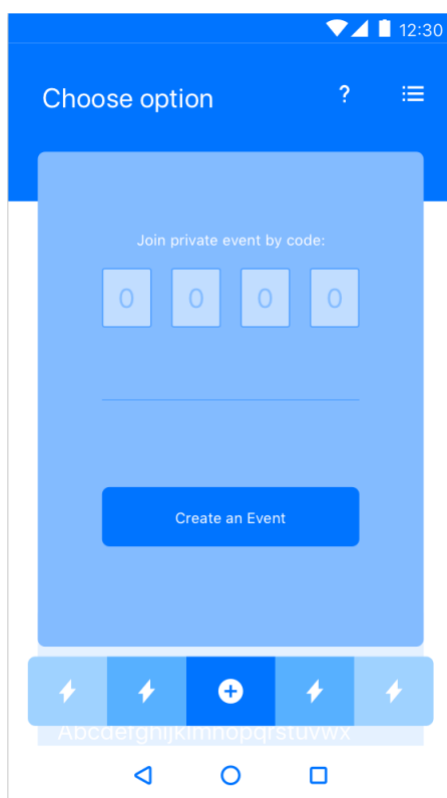 12:30
Choose option
?
Join private event by code:
0 0 0 0
Create an Event
Abcdefghijklmnopqrstuvwx